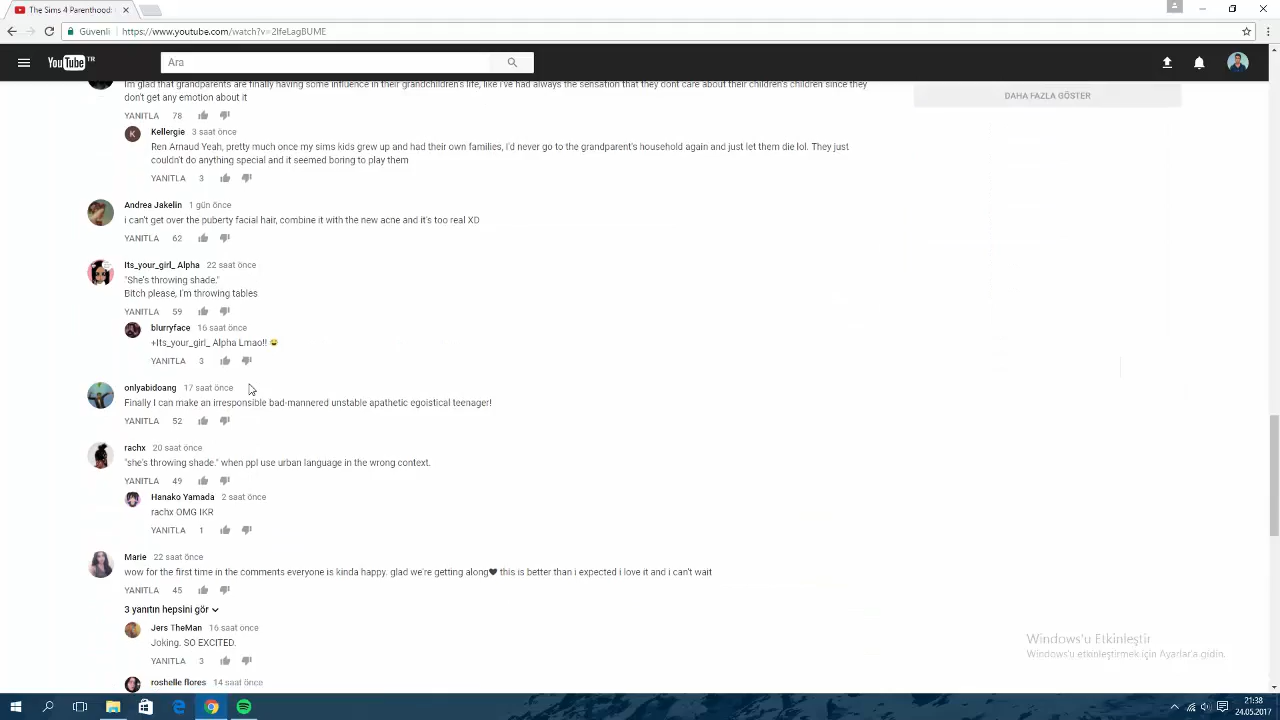 The Sims 4 Parenthood:
Güvenli
https://www.youtube.com/watch?v=2lfeLagBUME
YouTube TR
Ara
Im glad that grandparents are finally having some influence in their grandchildren's life, like i've had always the sensation that they dont care about their children's children since they
don't get any emotion about it
DAHA FAZLA GÖSTER
YANITLA 78
Kellergie 3 saat önce
Ren Arnaud Yeah, pretty much once my sims kids grew up and had their own families, i'd never go to the grandparent's household again and just let them die lol. They just
couldn't do anything special and it seemed boring to play them
YANITLA 3
Andrea Jakelin 1 gün önce
i can't get over the puberty facial hair, combine it with the new acne and it's too real XD
YANITLA 62
Its_your_girl_ Alpha 22 saat önce
"She's throwing shade."
Bitch please, I'm throwing tables
YANITLA 59
blurryface 16 saat önce
+Its_your_girl_ Alpha Lmao!! 😄
YANITLA 3
onlyabidoang 17 saat önce
Finally I can make an irresponsible bad-mannered unstable apathetic egoistical teenager!
YANITLA 52
rachx 20 saat önce
"she's throwing shade." when ppl use urban language in the wrong context.
YANITLA 49
Hanako Yamada 2 saat önce
rachx OMG IKR
YANITLA 1
Marie 22 saat önce
wow for the first time in the comments everyone is kinda happy. glad we're getting along♥ this is better than i expected i love it and i can't wait
YANITLA 45
3 yanıtın hepsini gör
Jers TheMan 16 saat önce
Joking. SO EXCITED.
YANITLA 3
roshelle flores 14 saat önce
Windows'u Etkinleştir
Windows'u etkinleştirmek için Ayarlar'a gidin.
21:38
24.05.2017